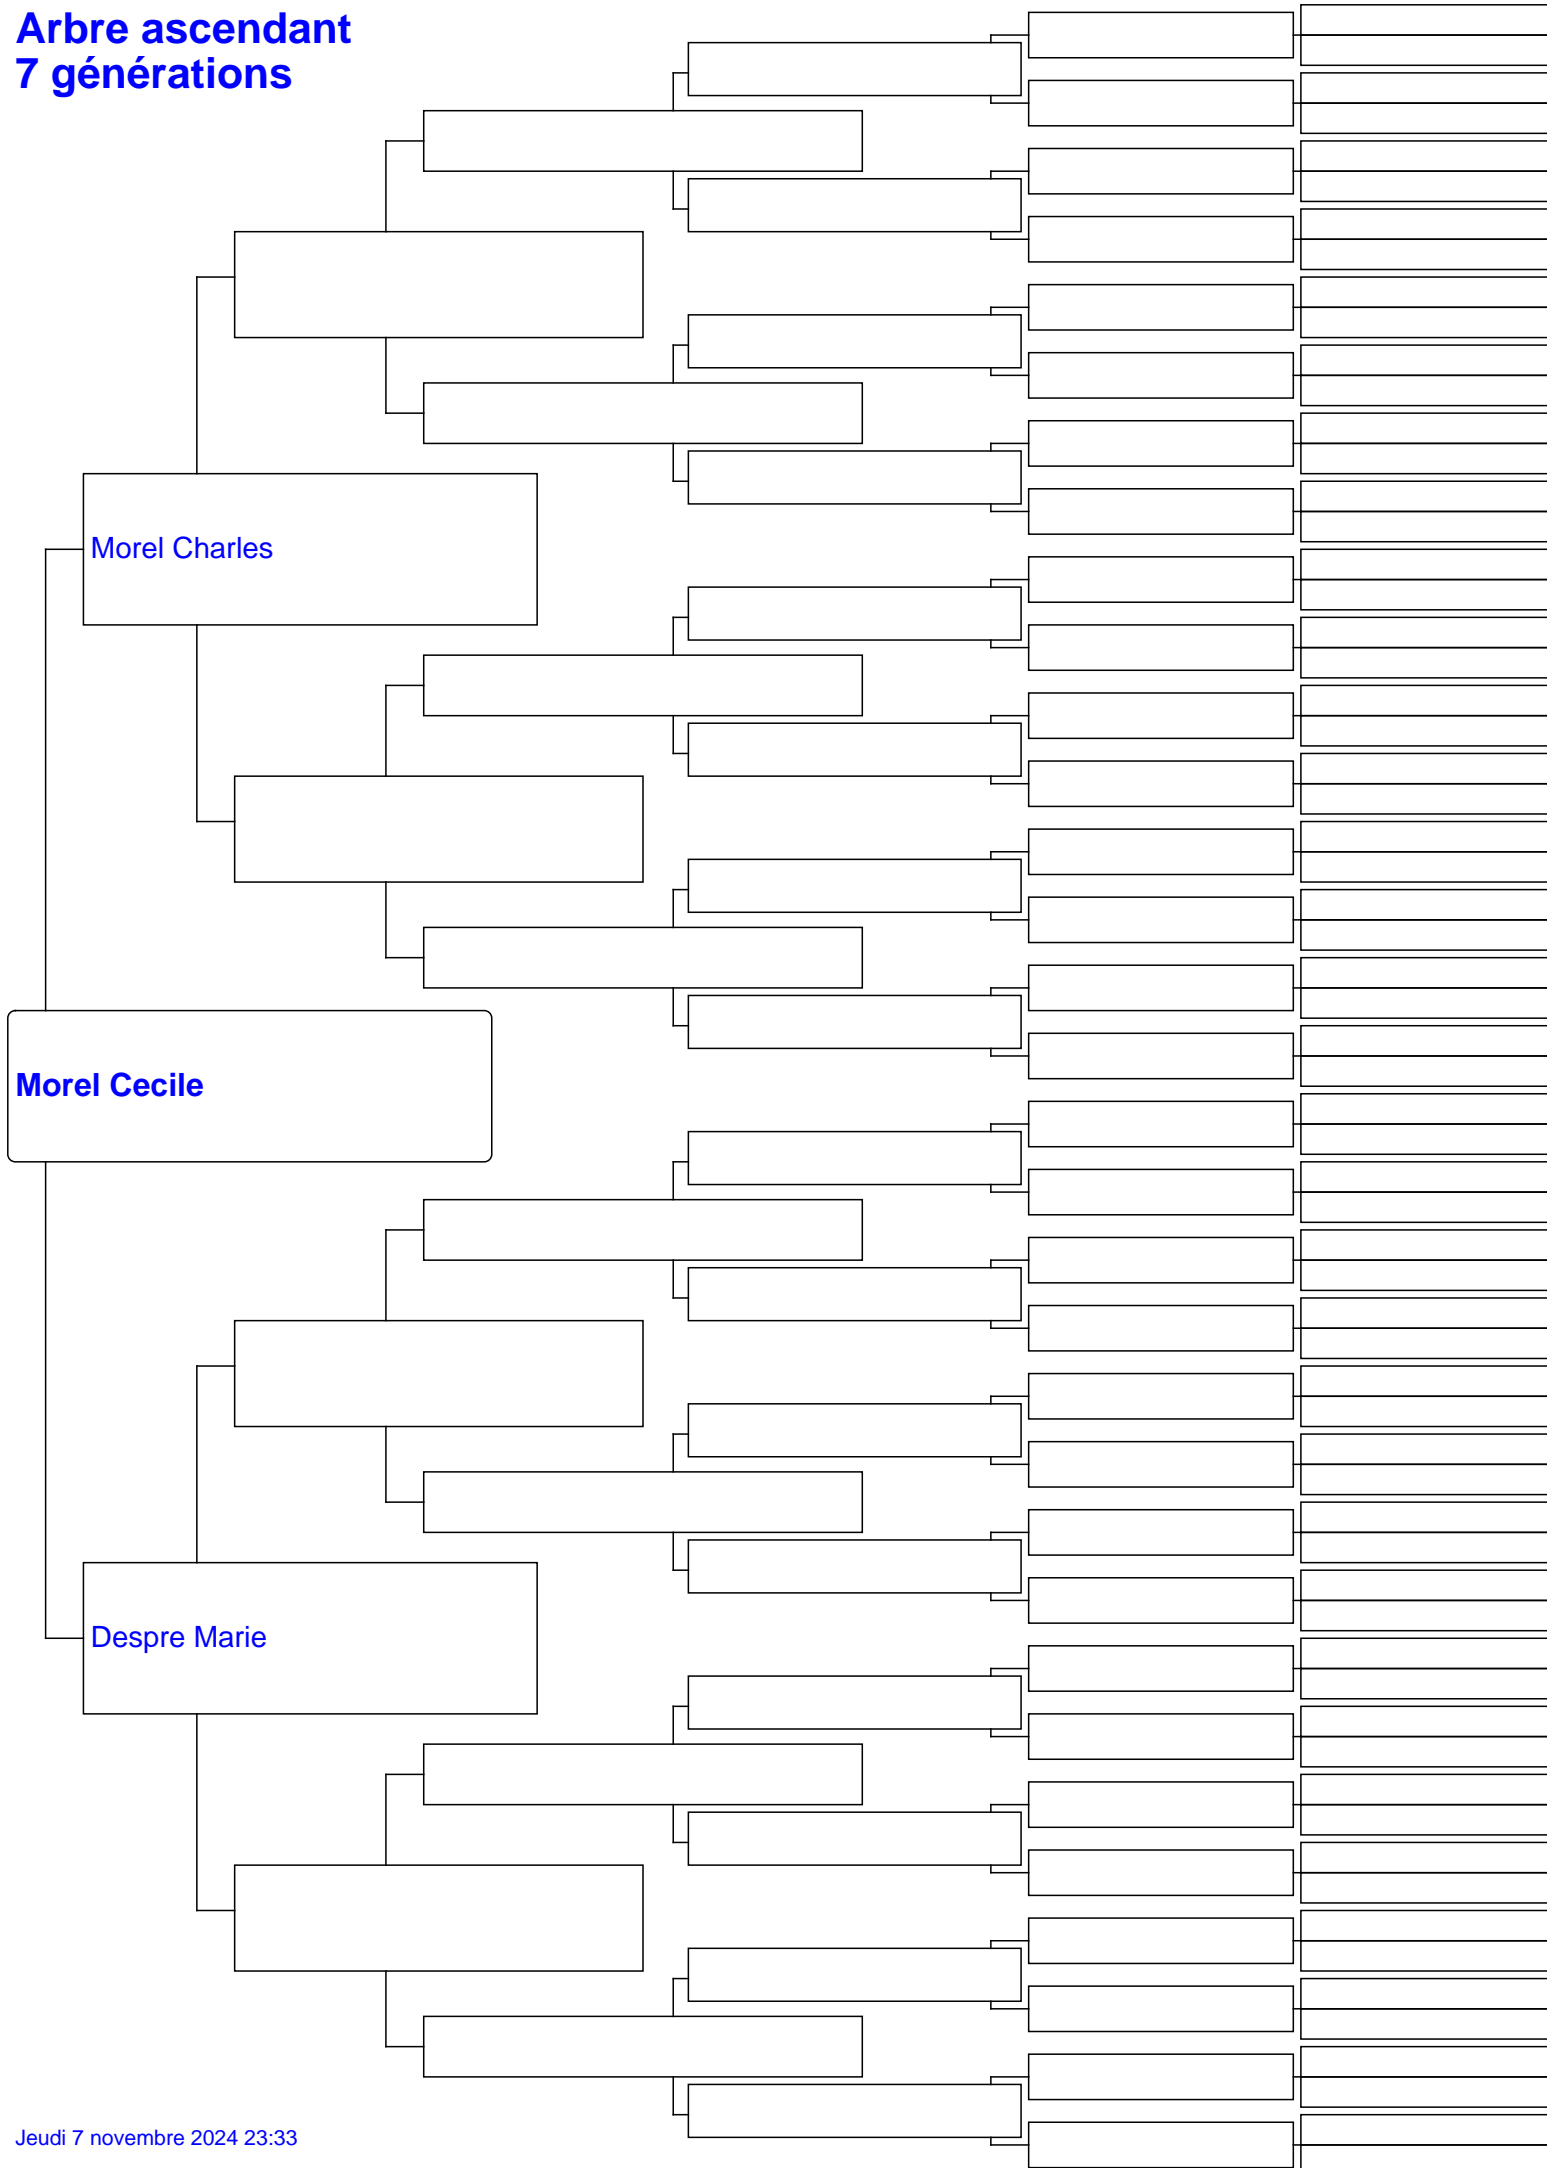 Arbre ascendant
7 générations
Morel Charles
Morel Cecile
Despre Marie
Jeudi 7 novembre 2024 23:33